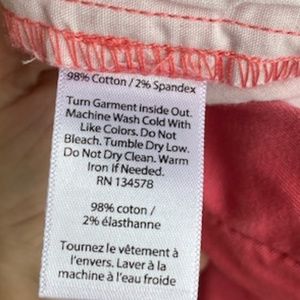 98% Cotton / 2% Spandex
Turn Garment Inside Out.
Machine Wash Cold With
Like Colors. Do Not
Bleach. Tumble Dry Low.
Do Not Dry Clean. Warm
Iron If Needed.
RN 134578
98% coton /
2% élasthanne
Tournez le vêtement à
l'envers. Laver à la
machine à l'eau froide